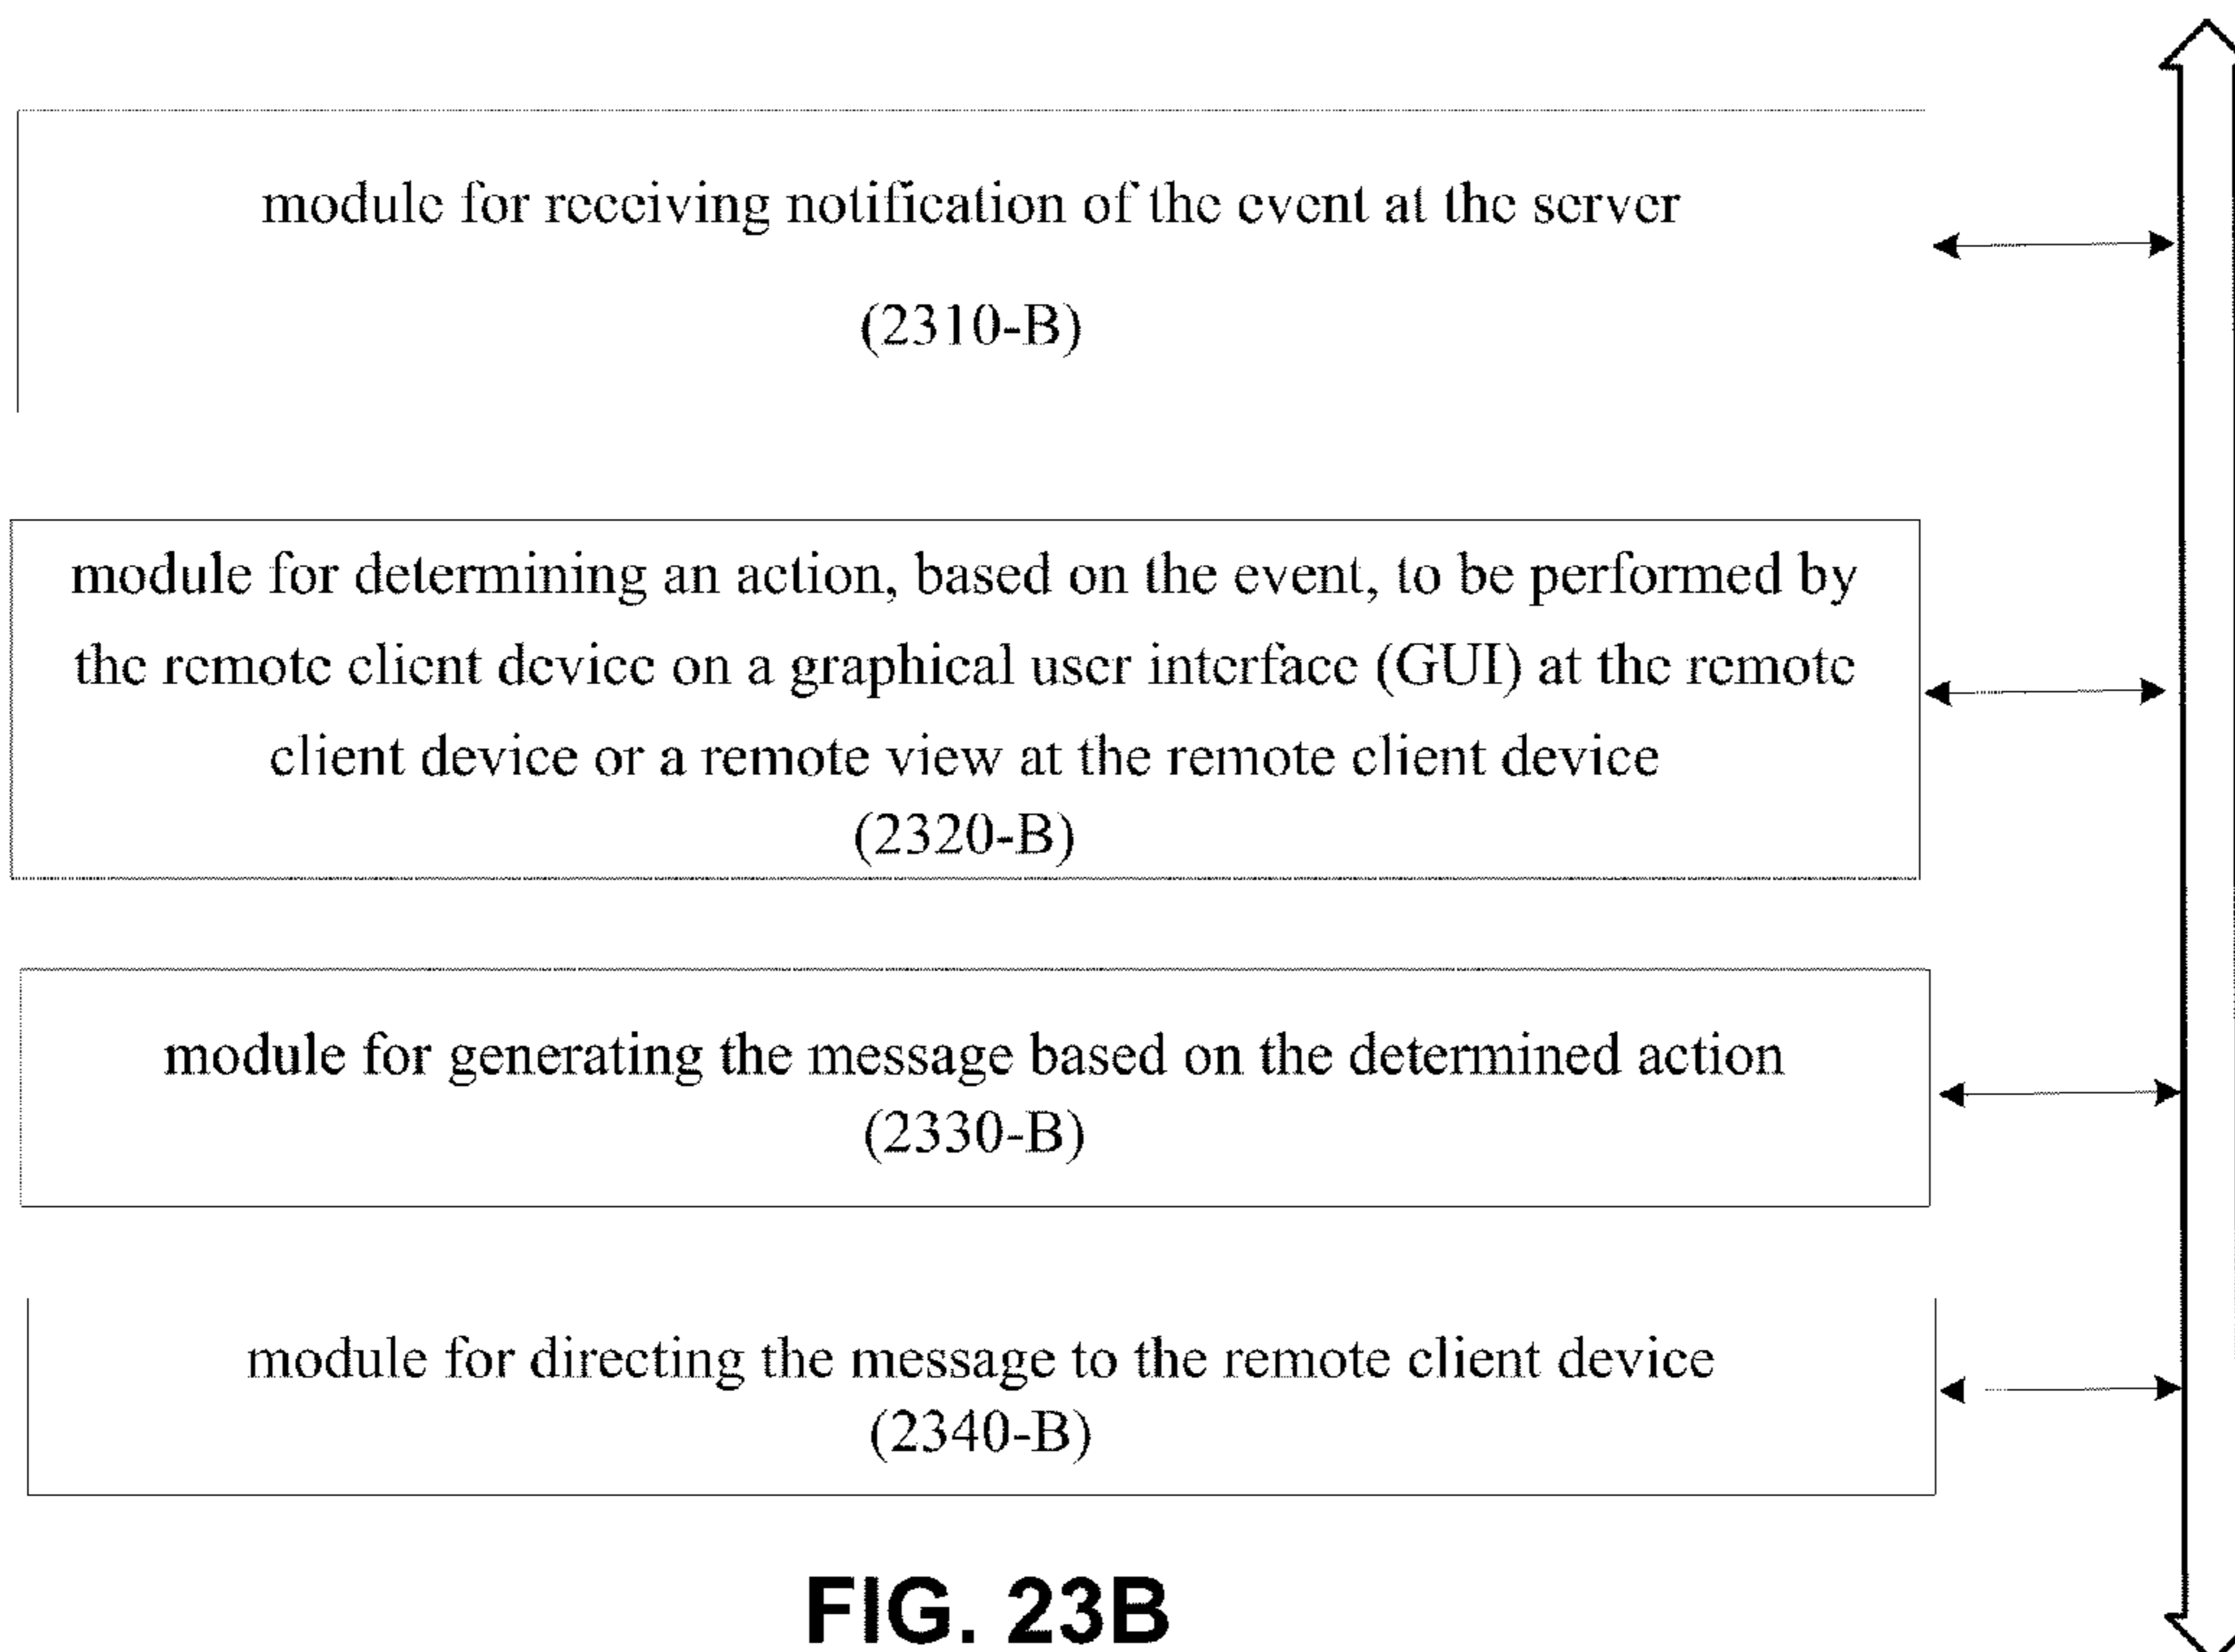 module for receiving notification of the event at the server
(2310-B)
module for determining an action, based on the event, to be performed by
the remote client device on a graphical user interface (GUI) at the remote
client device or a remote view at the remote client device
(2320-B)
module for generating the message based on the determined action
(2330-B)
module for directing the message to the remote client device
(2340-B)
FIG. 23B